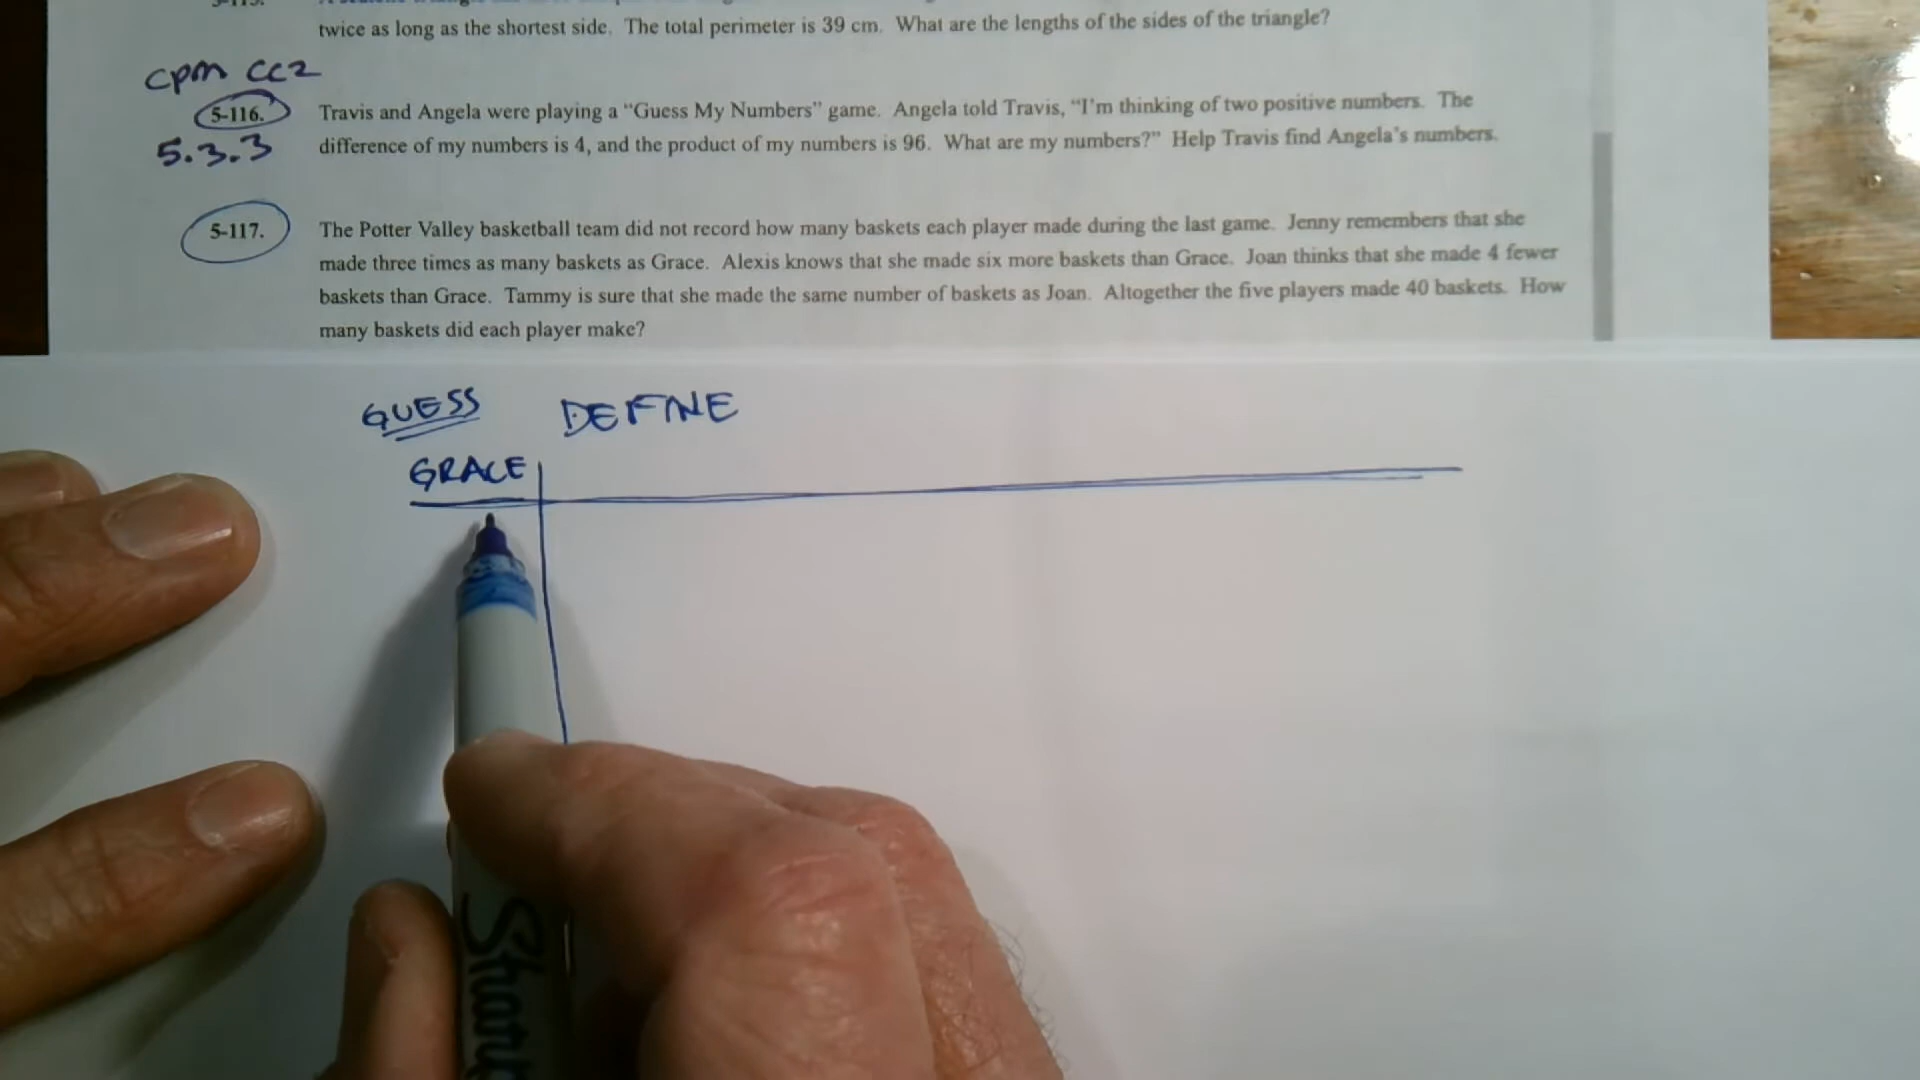 twice as long as the shortest side. The total perimeter is 39 cm. What are the lengths of the sides of the triangle?
cpm cc2
5-116. Travis and Angela were playing a “Guess My Numbers” game. Angela told Travis, “I'm thinking of two positive numbers. The
5.3.3 difference of my numbers is 4, and the product of my numbers is 96. What are my numbers?” Help Travis find Angela's numbers.
5-117. The Potter Valley basketball team did not record how many baskets each player made during the last game. Jenny remembers that she
made three times as many baskets as Grace. Alexis knows that she made six more baskets than Grace. Joan thinks that she made 4 fewer
baskets than Grace. Tammy is sure that she made the same number of baskets as Joan. Altogether the five players made 40 baskets. How
many baskets did each player make?
GUESS DEFINE
GRACE